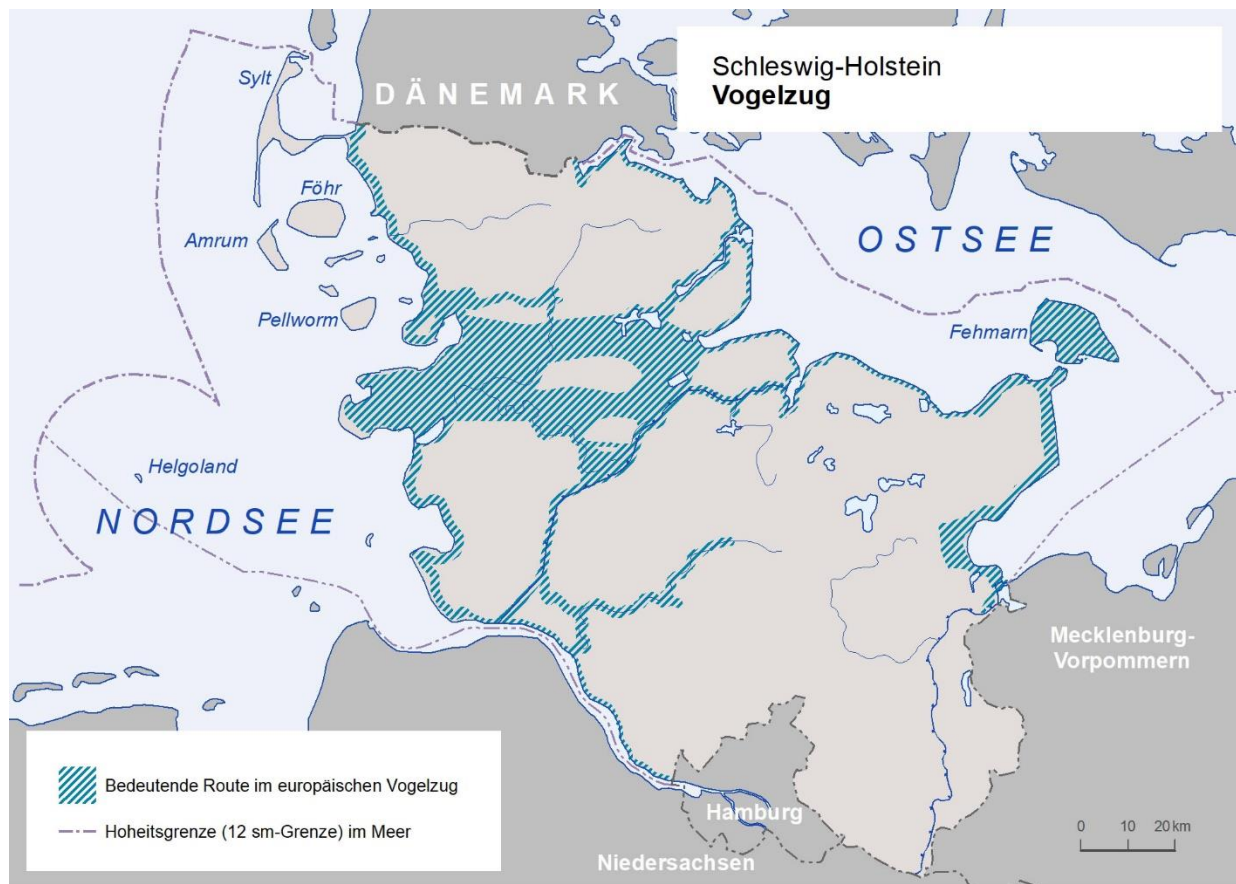 Schleswig-Holstein
Vogelzug
DÄNEMARK
Sylt
Föhr
Amrum
OSTSEE
Pellworm
Fehmarn
Helgoland
NORDSEE
Mecklenburg-
Vorpommern
Bedeutende Route im europäischen Vogelzug
Hoheitsgrenze (12 sm-Grenze) im Meer
Hamburg
Niedersachsen
0 10 20 km